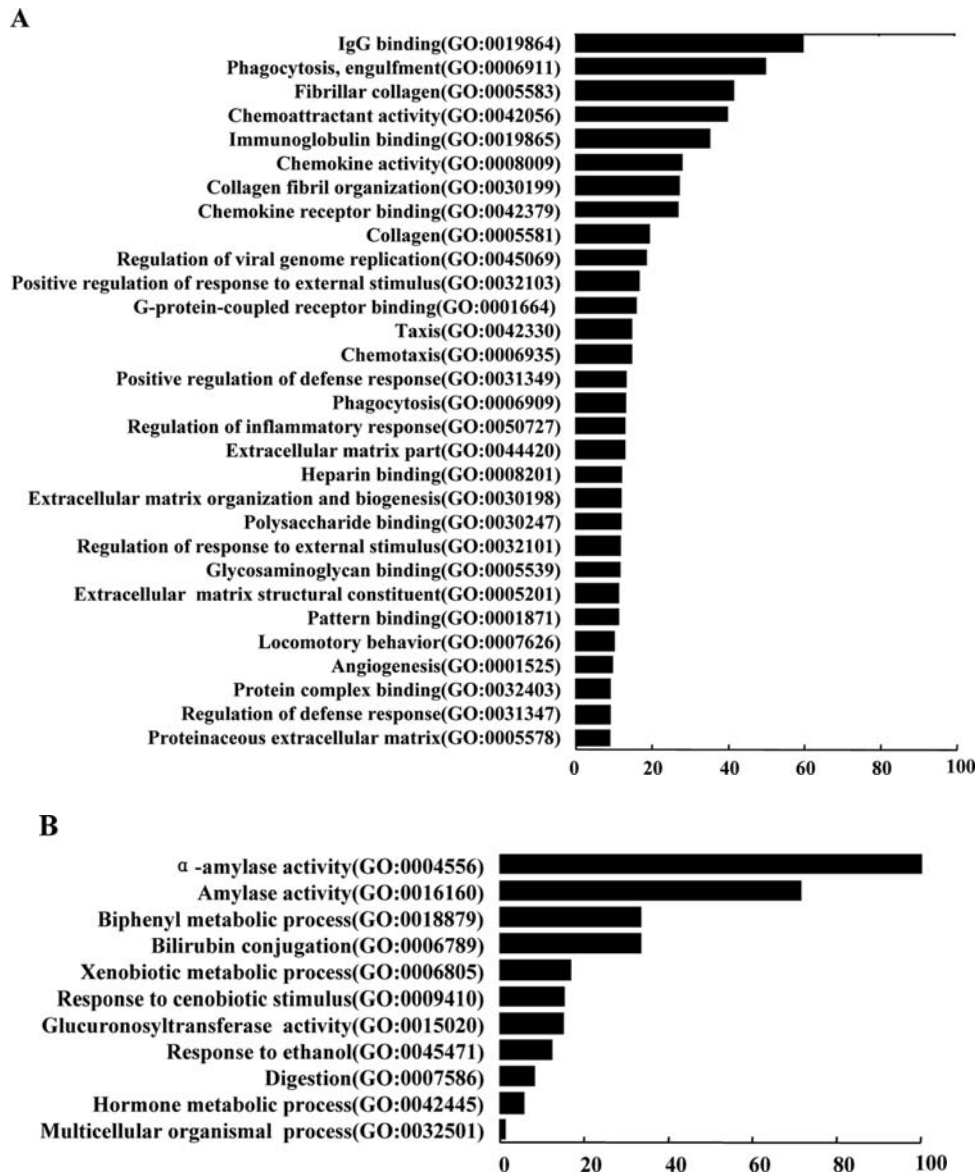 A
IgG binding(GO:0019864)
Phagocytosis, engulfment(GO:0006911)
Fibrillar collagen(GO:0005583)
Chemoattractant activity(GO:0042056)
Immunoglobulin binding(GO:0019865)
Chemokine activity(GO:0008009)
Collagen fibril organization(GO:0030199)
Chemokine receptor binding(GO:0042379)
Collagen(GO:0005581)
Regulation of viral genome replication(GO:0045069)
Positive regulation of response to external stimulus(GO:0032103)
G-protein-coupled receptor binding(GO:0001664)
Taxis(GO:0042330)
Chemotaxis(GO:0006935)
Positive regulation of defense response(GO:0031349)
Phagocytosis(GO:0006909)
Regulation of inflammatory response(GO:0050727)
Extracellular matrix part(GO:0044420)
Heparin binding(GO:0008201)
Extracellular matrix organization and biogenesis(GO:0030198)
Polysaccharide binding(GO:0030247)
Regulation of response to external stimulus(GO:0032101)
Glycosaminoglycan binding(GO:0005539)
Extracellular matrix structural constituent(GO:0005201)
Pattern binding(GO:0001871)
Locomotory behavior(GO:0007626)
Angiogenesis(GO:0001525)
Protein complex binding(GO:0032403)
Regulation of defense response(GO:0031347)
Proteinaceous extracellular matrix(GO:0005578)
0 20 40 60 80 100
B
α-amylase activity(GO:0004556)
Amylase activity(GO:0016160)
Biphenyl metabolic process(GO:0018879)
Bilirubin conjugation(GO:0006789)
Xenobiotic metabolic process(GO:0006805)
Response to cenobiotic stimulus(GO:0009410)
Glucuronosyltransferase activity(GO:0015020)
Response to ethanol(GO:0045471)
Digestion(GO:0007586)
Hormone metabolic process(GO:0042445)
Multicellular organismal process(GO:0032501)
0 20 40 60 80 100